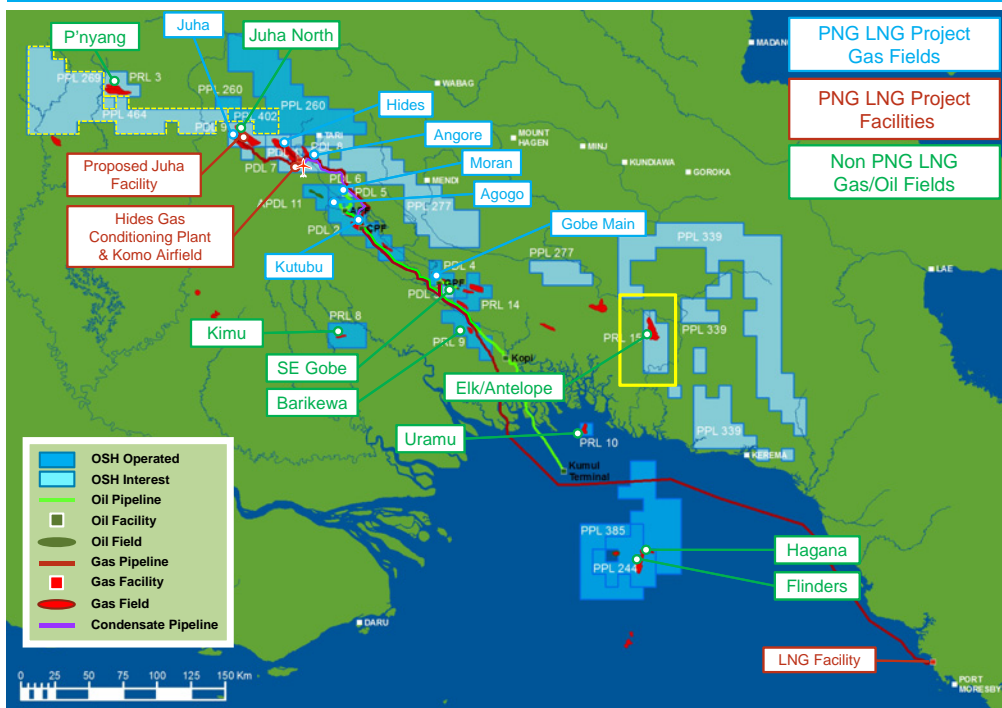 P'nyang
Juha
Juha North
MADANG
PNG LNG Project
Gas Fields
PRL 3
PPL 269
PPL 260
WABAG
PPL 260
Hides
PPL 464
PPL 402
PDL 9
TARI
PDL 8
Angore
MOUNT
HAGEN
MINJ
KUNDIAWA
GOROKA
PNG LNG Project
Facilities
Non PNG LNG
Gas/Oil Fields
Proposed Juha
Facility
PDL 7
PDL 6
PDL 5
Moran
MENDI
Agogo
PDL 11
PPL 277
Hides Gas
Conditioning Plant
& Komo Airfield
PDL 2
CPF
Gobe Main
PPL 339
Kutubu
PPL 277
PDL 4
GPF
PDL 3
PRL 14
LAE
PRL 8
Kimu
PRL 9
PRL 15
PPL 339
SE Gobe
Kopi
Elk/Antelope
Barikewa
Uramu
PRL 10
PPL 339
KEREMA
Kumul
Terminal
OSH Operated
OSH Interest
Oil Pipeline
Oil Facility
Oil Field
Gas Pipeline
Gas Facility
Gas Field
Condensate Pipeline
PPL 385
Hagana
PPL 244
Flinders
DARU
LNG Facility
0 25 50 75 100 150 Km
PORT
MORESBY